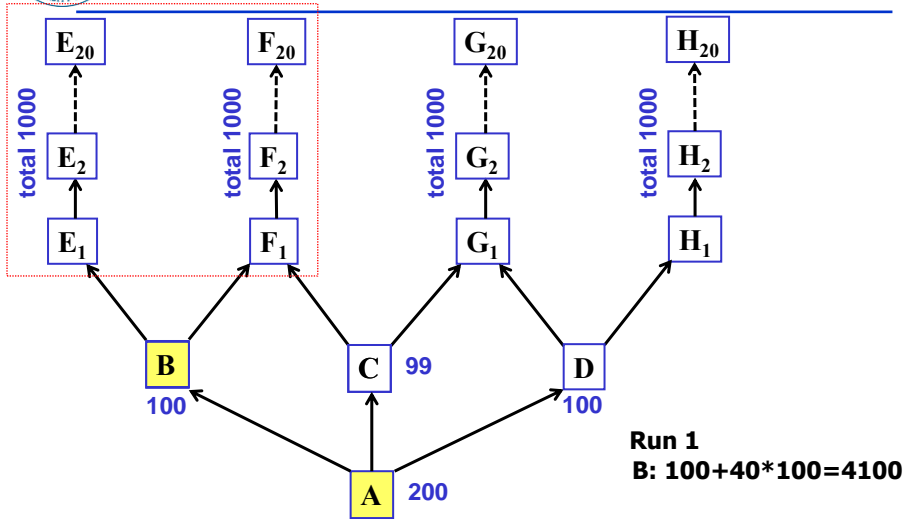 E20 F20 G20 H20
total 1000 total 1000 total 1000 total 1000
E2 F2 G2 H2
E1 F1 G1 H1
B C 99 D
100 100
Run 1
B: 100+40*100=4100
A 200